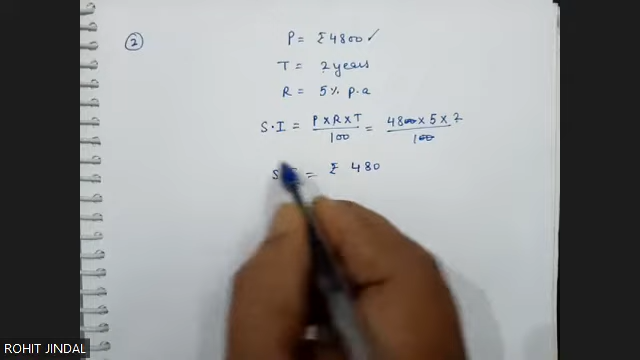 ② P = ₹4800 ✓
T = 2 years
R = 5% p.a
S.I = P×R×T/100 = 4800×5×2/100
= ₹ 480
ROHIT JINDAL